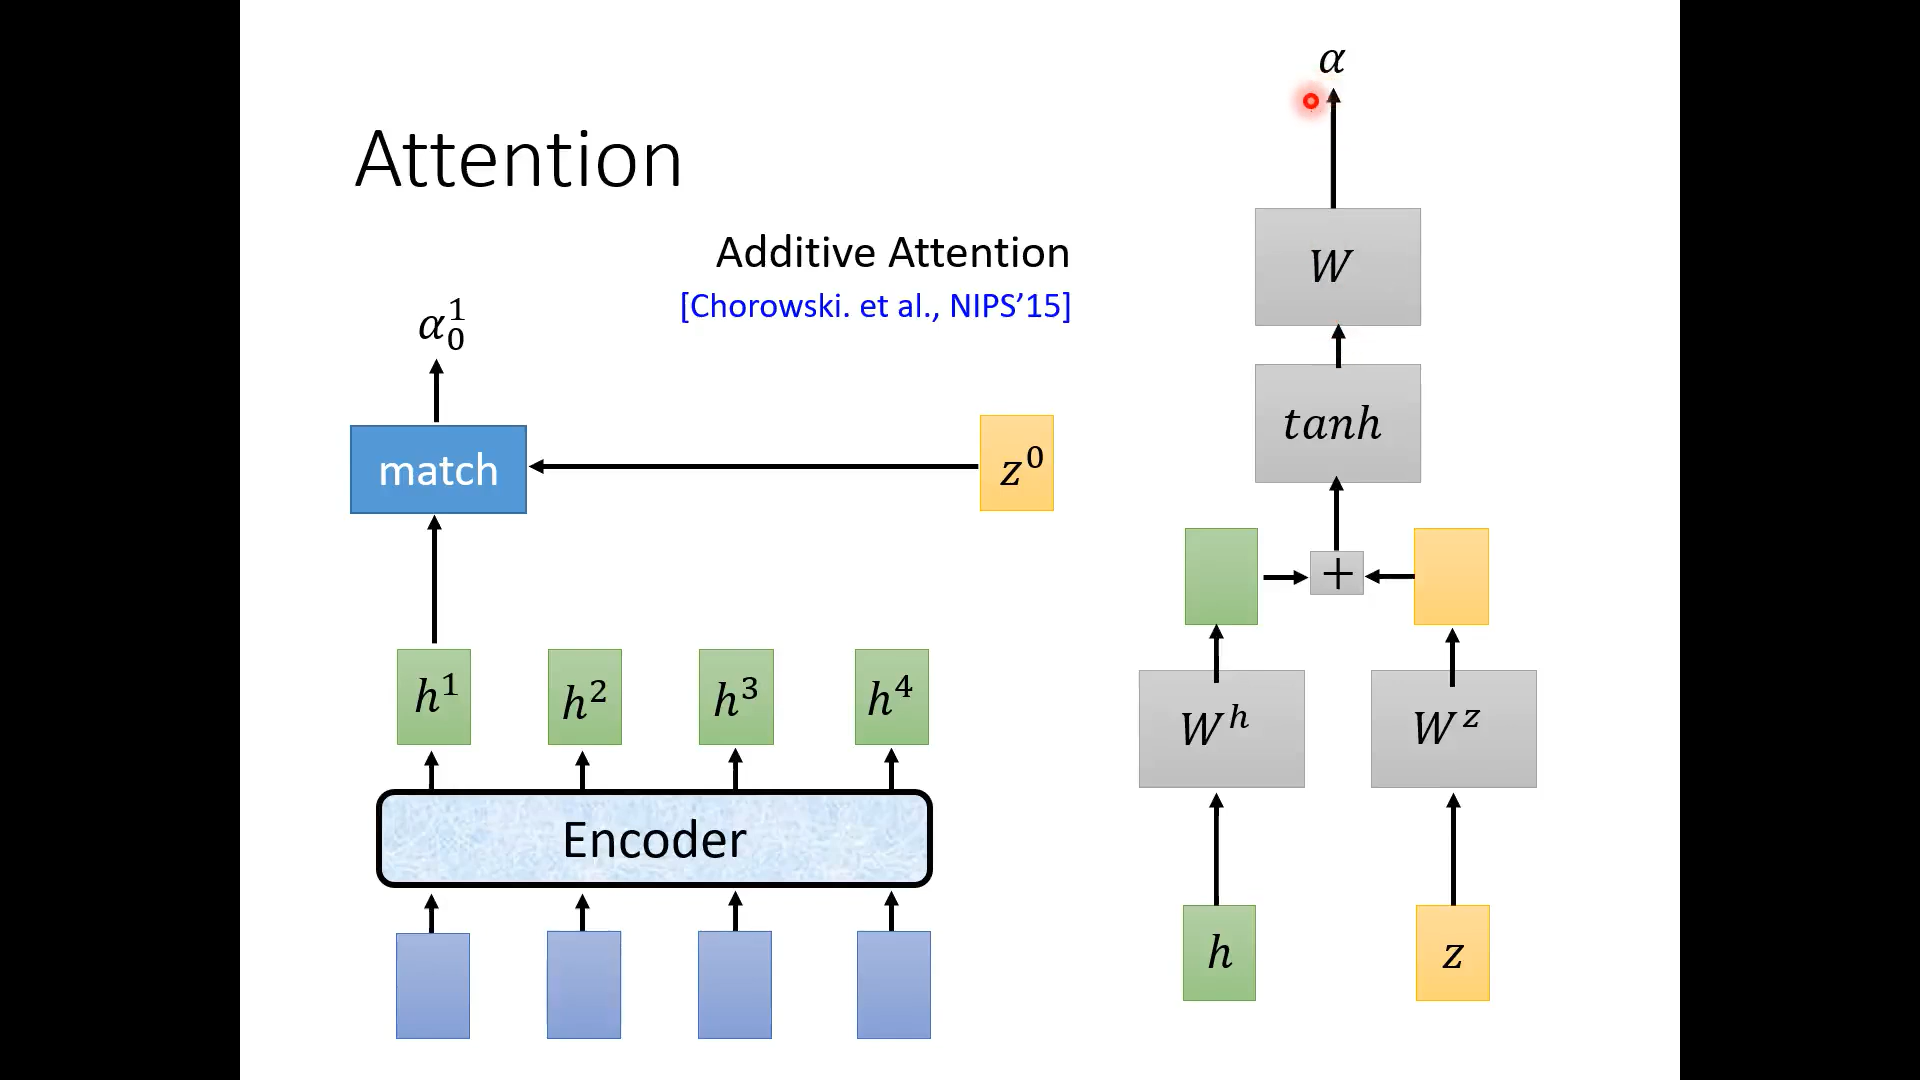 Attention
Additive Attention
[Chorowski. et al., NIPS’15]
α₀¹
match
z⁰
h¹ h² h³ h⁴
Encoder
α
W
tanh
+
Wʰ Wᶻ
h z